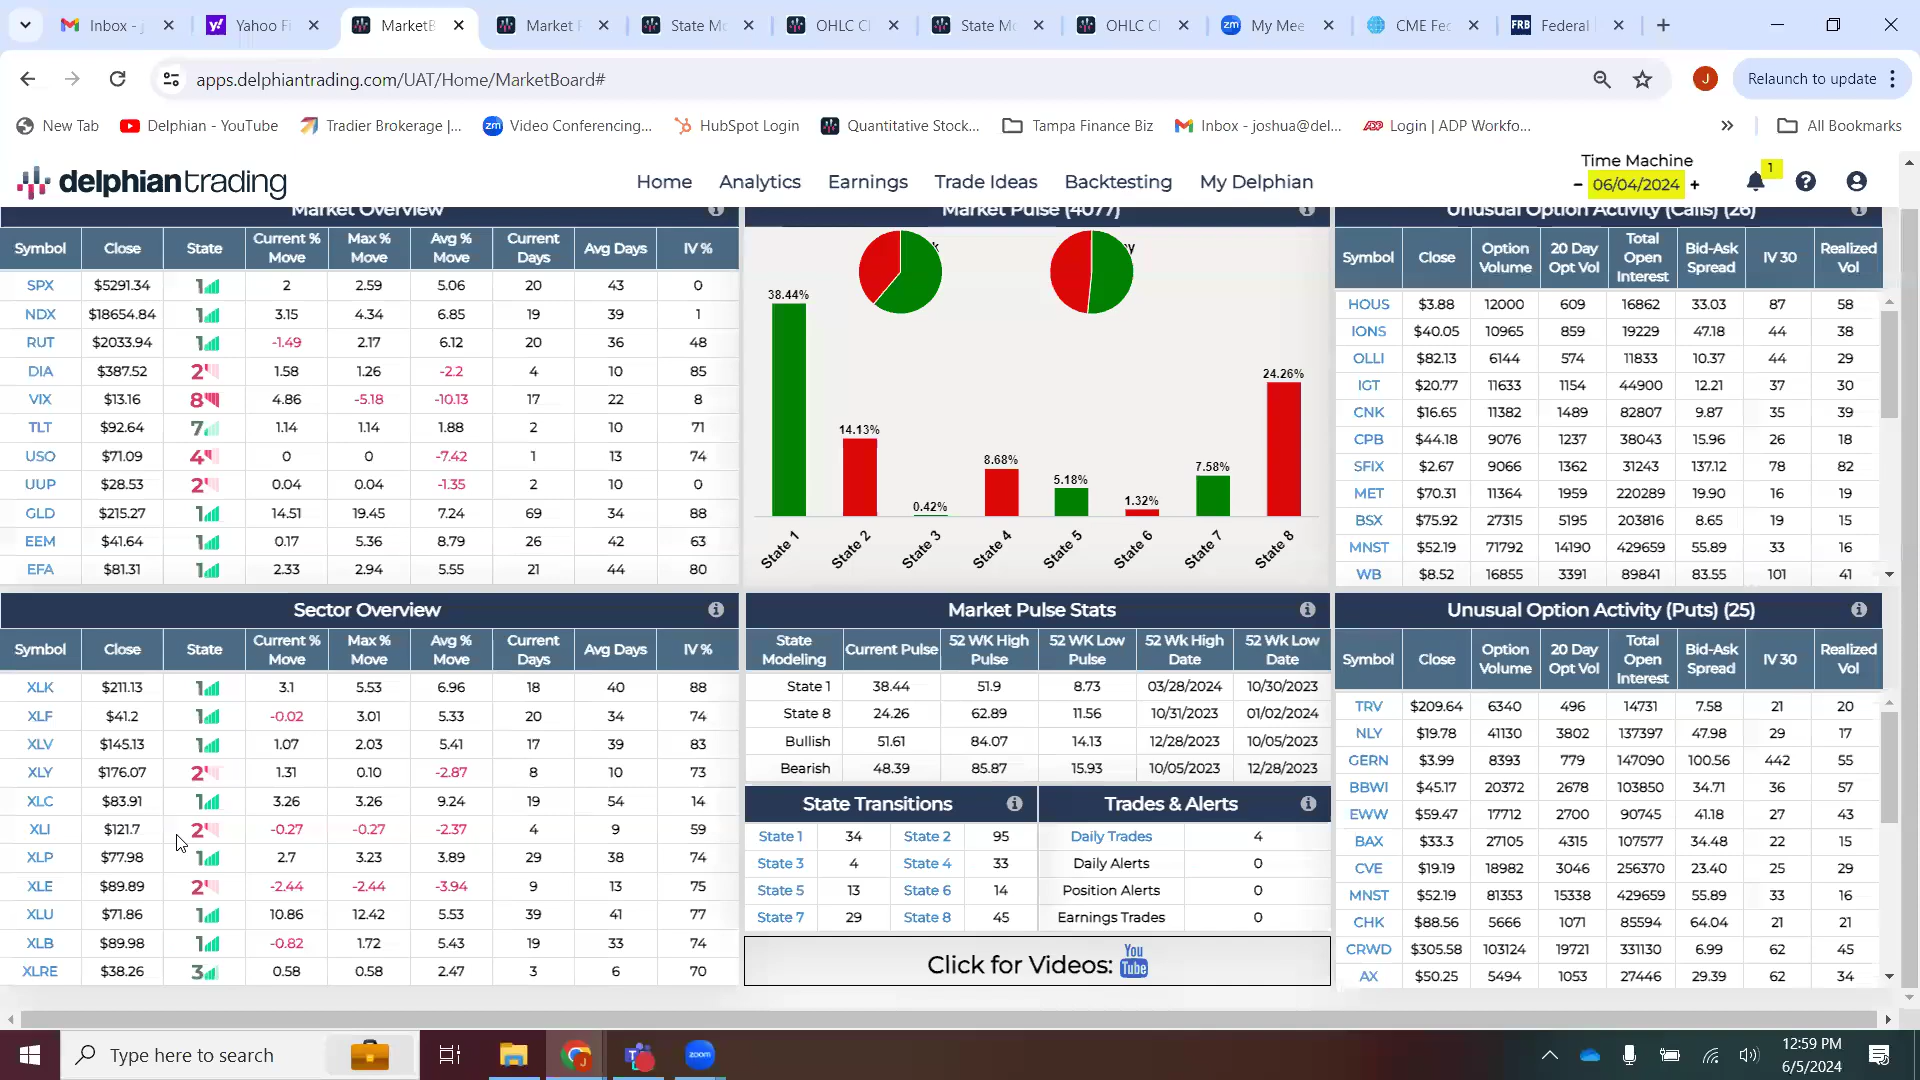 Inbox - j
Yahoo Fi
MarketB
Market P
State Mo
OHLC Cl
State Mo
OHLC Cl
My Mee
CME Fec
Federal
apps.delphiantrading.com/UAT/Home/MarketBoard#
J
Relaunch to update
New Tab
Delphian - YouTube
Tradier Brokerage |...
Video Conferencing...
HubSpot Login
Quantitative Stock...
Tampa Finance Biz
Inbox - joshua@del...
Login | ADP Workfo...
All Bookmarks
delphiantrading
Home Analytics Earnings Trade Ideas Backtesting My Delphian
Time Machine
- 06/04/2024 +
1
Market Overview
Symbol Close State Current % Move Max % Move Avg % Move Current Days Avg Days IV %
SPX $5291.34 1 2 2.59 5.06 20 43 0
NDX $18654.84 1 3.15 4.34 6.85 19 39 1
RUT $2033.94 1 -1.49 2.17 6.12 20 36 48
DIA $387.52 2 1.58 1.26 -2.2 4 10 85
VIX $13.16 8 4.86 -5.18 -10.13 17 22 8
TLT $92.64 7 1.14 1.14 1.88 2 10 71
USO $71.09 4 0 0 -7.42 1 13 74
UUP $28.53 2 0.04 0.04 -1.35 2 10 0
GLD $215.27 1 14.51 19.45 7.24 69 34 88
EEM $41.64 1 0.17 5.36 8.79 26 42 63
EFA $81.31 1 2.33 2.94 5.55 21 44 80
Market Pulse (4077)
38.44%
14.13%
0.42%
8.68%
5.18%
1.32%
7.58%
24.26%
State 1
State 2
State 3
State 4
State 5
State 6
State 7
State 8
Unusual Option Activity (Calls) (26)
Symbol Close Option Volume 20 Day Opt Vol Total Open Interest Bid-Ask Spread IV 30 Realized Vol
HOUS $3.88 12000 609 16862 33.03 87 58
IONS $40.05 10965 859 19229 47.18 44 38
OLLI $82.13 6144 574 11833 10.37 44 29
IGT $20.77 11633 1154 44900 12.21 37 30
CNK $16.65 11382 1489 82807 9.87 35 39
CPB $44.18 9076 1237 38043 15.96 26 18
SFIX $2.67 9066 1362 31243 137.12 78 82
MET $70.31 11364 1959 220289 19.90 16 19
BSX $75.92 27315 5195 203816 8.65 19 15
MNST $52.19 71792 14190 429659 55.89 33 16
WB $8.52 16855 3391 89841 83.55 101 41
Sector Overview
Symbol Close State Current % Move Max % Move Avg % Move Current Days Avg Days IV %
XLK $211.13 1 3.1 5.53 6.96 18 40 88
XLF $41.2 1 -0.02 3.01 5.33 20 34 74
XLV $145.13 1 1.07 2.03 5.41 17 39 83
XLY $176.07 2 1.31 0.10 -2.87 8 10 73
XLC $83.91 1 3.26 3.26 9.24 19 54 14
XLI $121.7 2 -0.27 -0.27 -2.37 4 9 59
XLP $77.98 1 2.7 3.23 3.89 29 38 74
XLE $89.89 2 -2.44 -2.44 -3.94 9 13 75
XLU $71.86 1 10.86 12.42 5.53 39 41 77
XLB $89.98 1 -0.82 1.72 5.43 19 33 74
XLRE $38.26 3 0.58 0.58 2.47 3 6 70
Market Pulse Stats
State Modeling Current Pulse 52 WK High Pulse 52 WK Low Pulse 52 Wk High Date 52 Wk Low Date
State 1 38.44 51.9 8.73 03/28/2024 10/30/2023
State 8 24.26 62.89 11.56 10/31/2023 01/02/2024
Bullish 51.61 84.07 14.13 12/28/2023 10/05/2023
Bearish 48.39 85.87 15.93 10/05/2023 12/28/2023
State Transitions
State 1 34 State 2 95
State 3 4 State 4 33
State 5 13 State 6 14
State 7 29 State 8 45
Trades & Alerts
Daily Trades 4
Daily Alerts 0
Position Alerts 0
Earnings Trades 0
Click for Videos: You Tube
Unusual Option Activity (Puts) (25)
Symbol Close Option Volume 20 Day Opt Vol Total Open Interest Bid-Ask Spread IV 30 Realized Vol
TRV $209.64 6340 496 14731 7.58 21 20
NLY $19.78 41130 3802 137397 47.98 29 17
GERN $3.99 8393 779 147090 100.56 442 55
BBWI $45.17 20372 2678 103850 34.71 36 57
EWW $59.47 17712 2700 90745 41.18 27 43
BAX $33.3 27105 4315 107577 34.48 22 15
CVE $19.19 18982 3046 256370 23.40 25 29
MNST $52.19 81353 15338 429659 55.89 33 16
CHK $88.56 5666 1071 85594 64.04 21 21
CRWD $305.58 103124 19721 331130 6.99 62 45
AX $50.25 5494 1053 27446 29.39 62 34
Type here to search
zoom
12:59 PM
6/5/2024